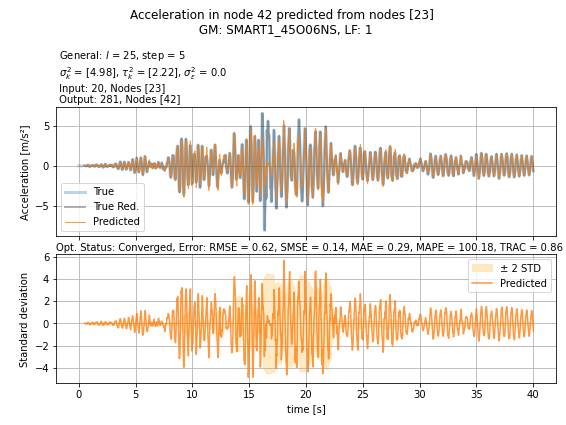 Acceleration in node 42 predicted from nodes [23]
GM: SMART1_45O06NS, LF: 1
General: l = 25, step = 5
σ²ₖ = [4.98], τ²ₖ = [2.22], σ²ε = 0.0
Input: 20, Nodes [23]
Output: 281, Nodes [42]
Acceleration [m/s²]
5
0
−5
True
True Red.
Predicted
Opt. Status: Converged, Error: RMSE = 0.62, SMSE = 0.14, MAE = 0.29, MAPE = 100.18, TRAC = 0.86
Standard deviation
6
4
2
0
−2
−4
± 2 STD
Predicted
0 5 10 15 20 25 30 35 40
time [s]